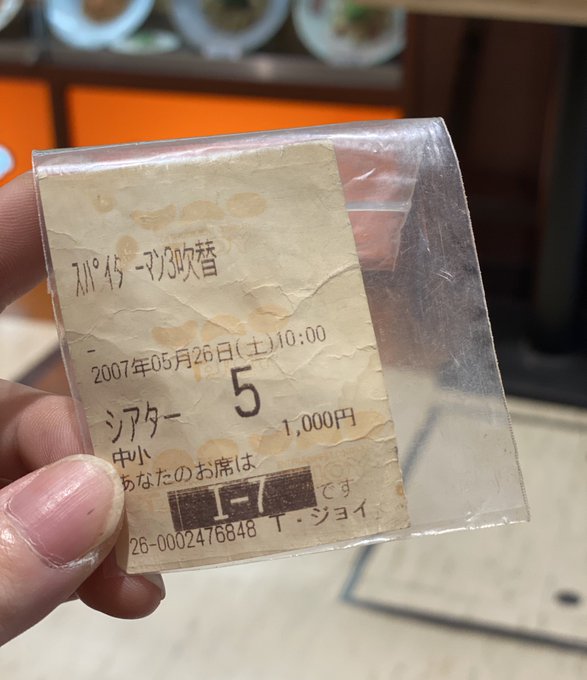 スパイダーマン3吹替
-
2007年05月26日(土)10:00
シアター 5
1,000円
中小
あなたのお席は
I-7 です
26-0002476848 T・ジョイ